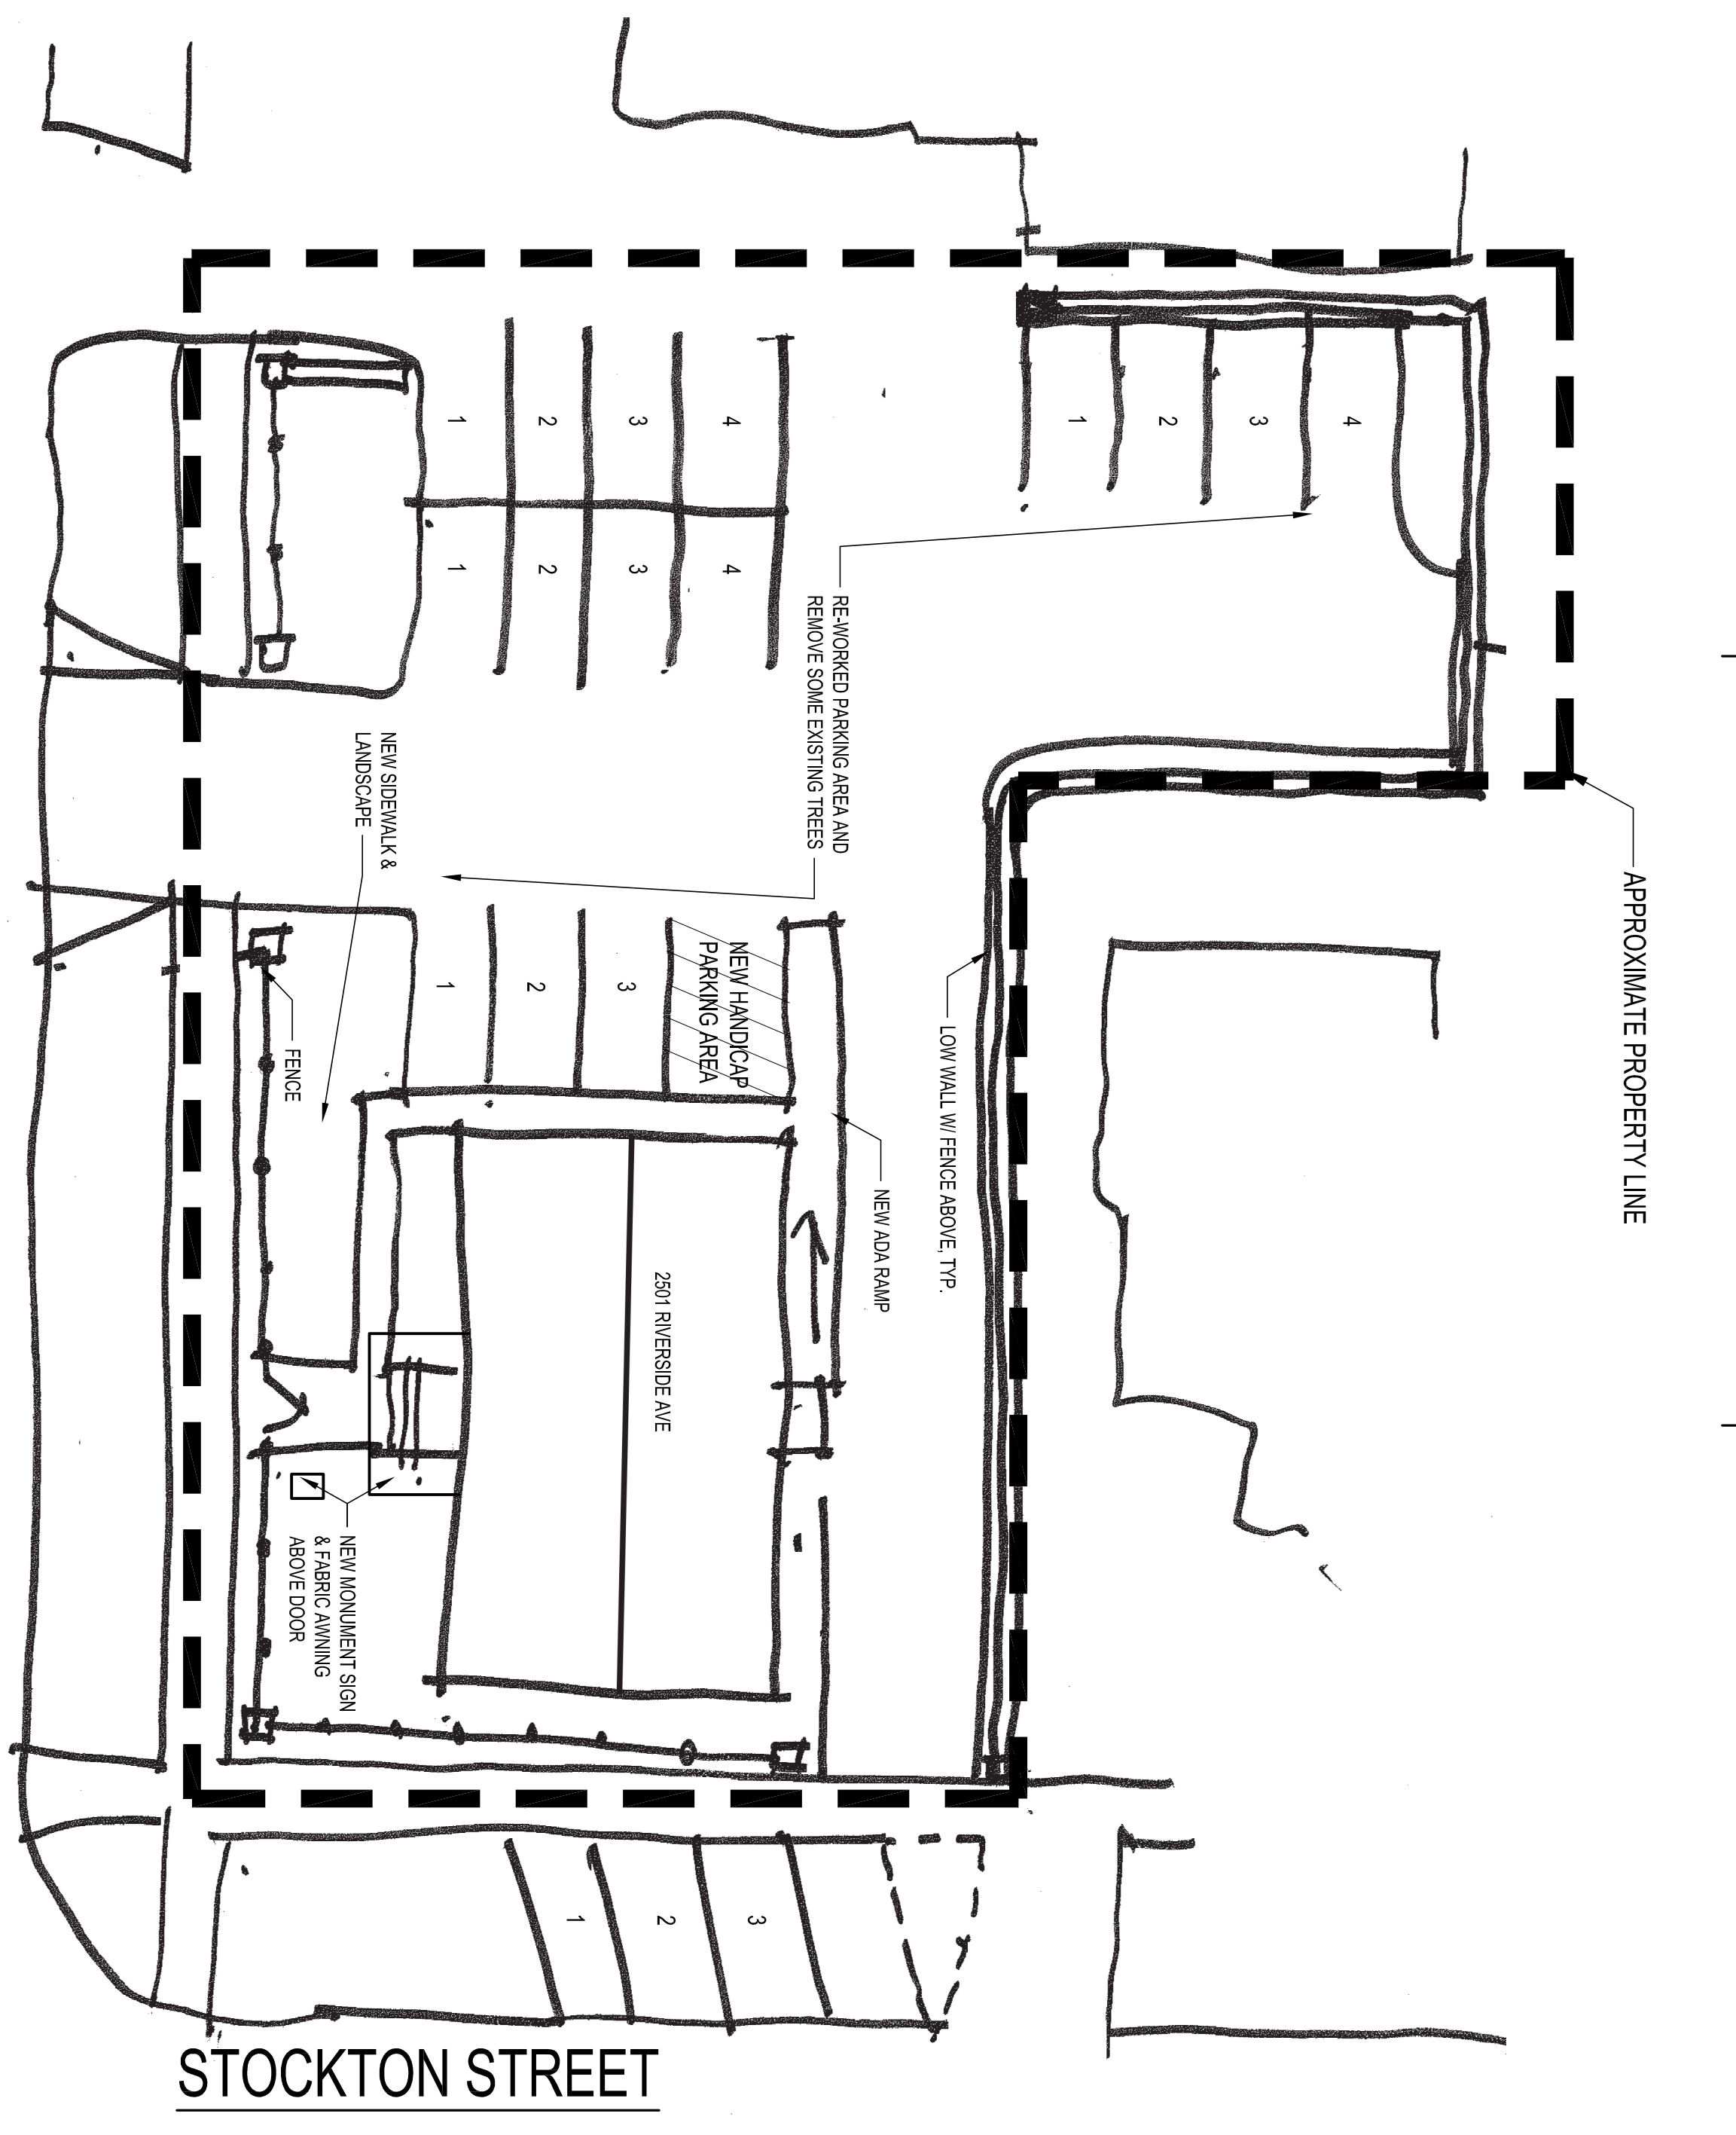 APPROXIMATE PROPERTY LINE
1
2
3
4
1
2
3
4
1
2
3
4
RE-WORKED PARKING AREA AND
REMOVE SOME EXISTING TREES
NEW SIDEWALK &
LANDSCAPE
1
2
3
NEW HANDICAP
PARKING AREA
FENCE
LOW WALL W/ FENCE ABOVE, TYP.
NEW ADA RAMP
2501 RIVERSIDE AVE
NEW MONUMENT SIGN
& FABRIC AWNING
ABOVE DOOR
1
2
3
STOCKTON STREET